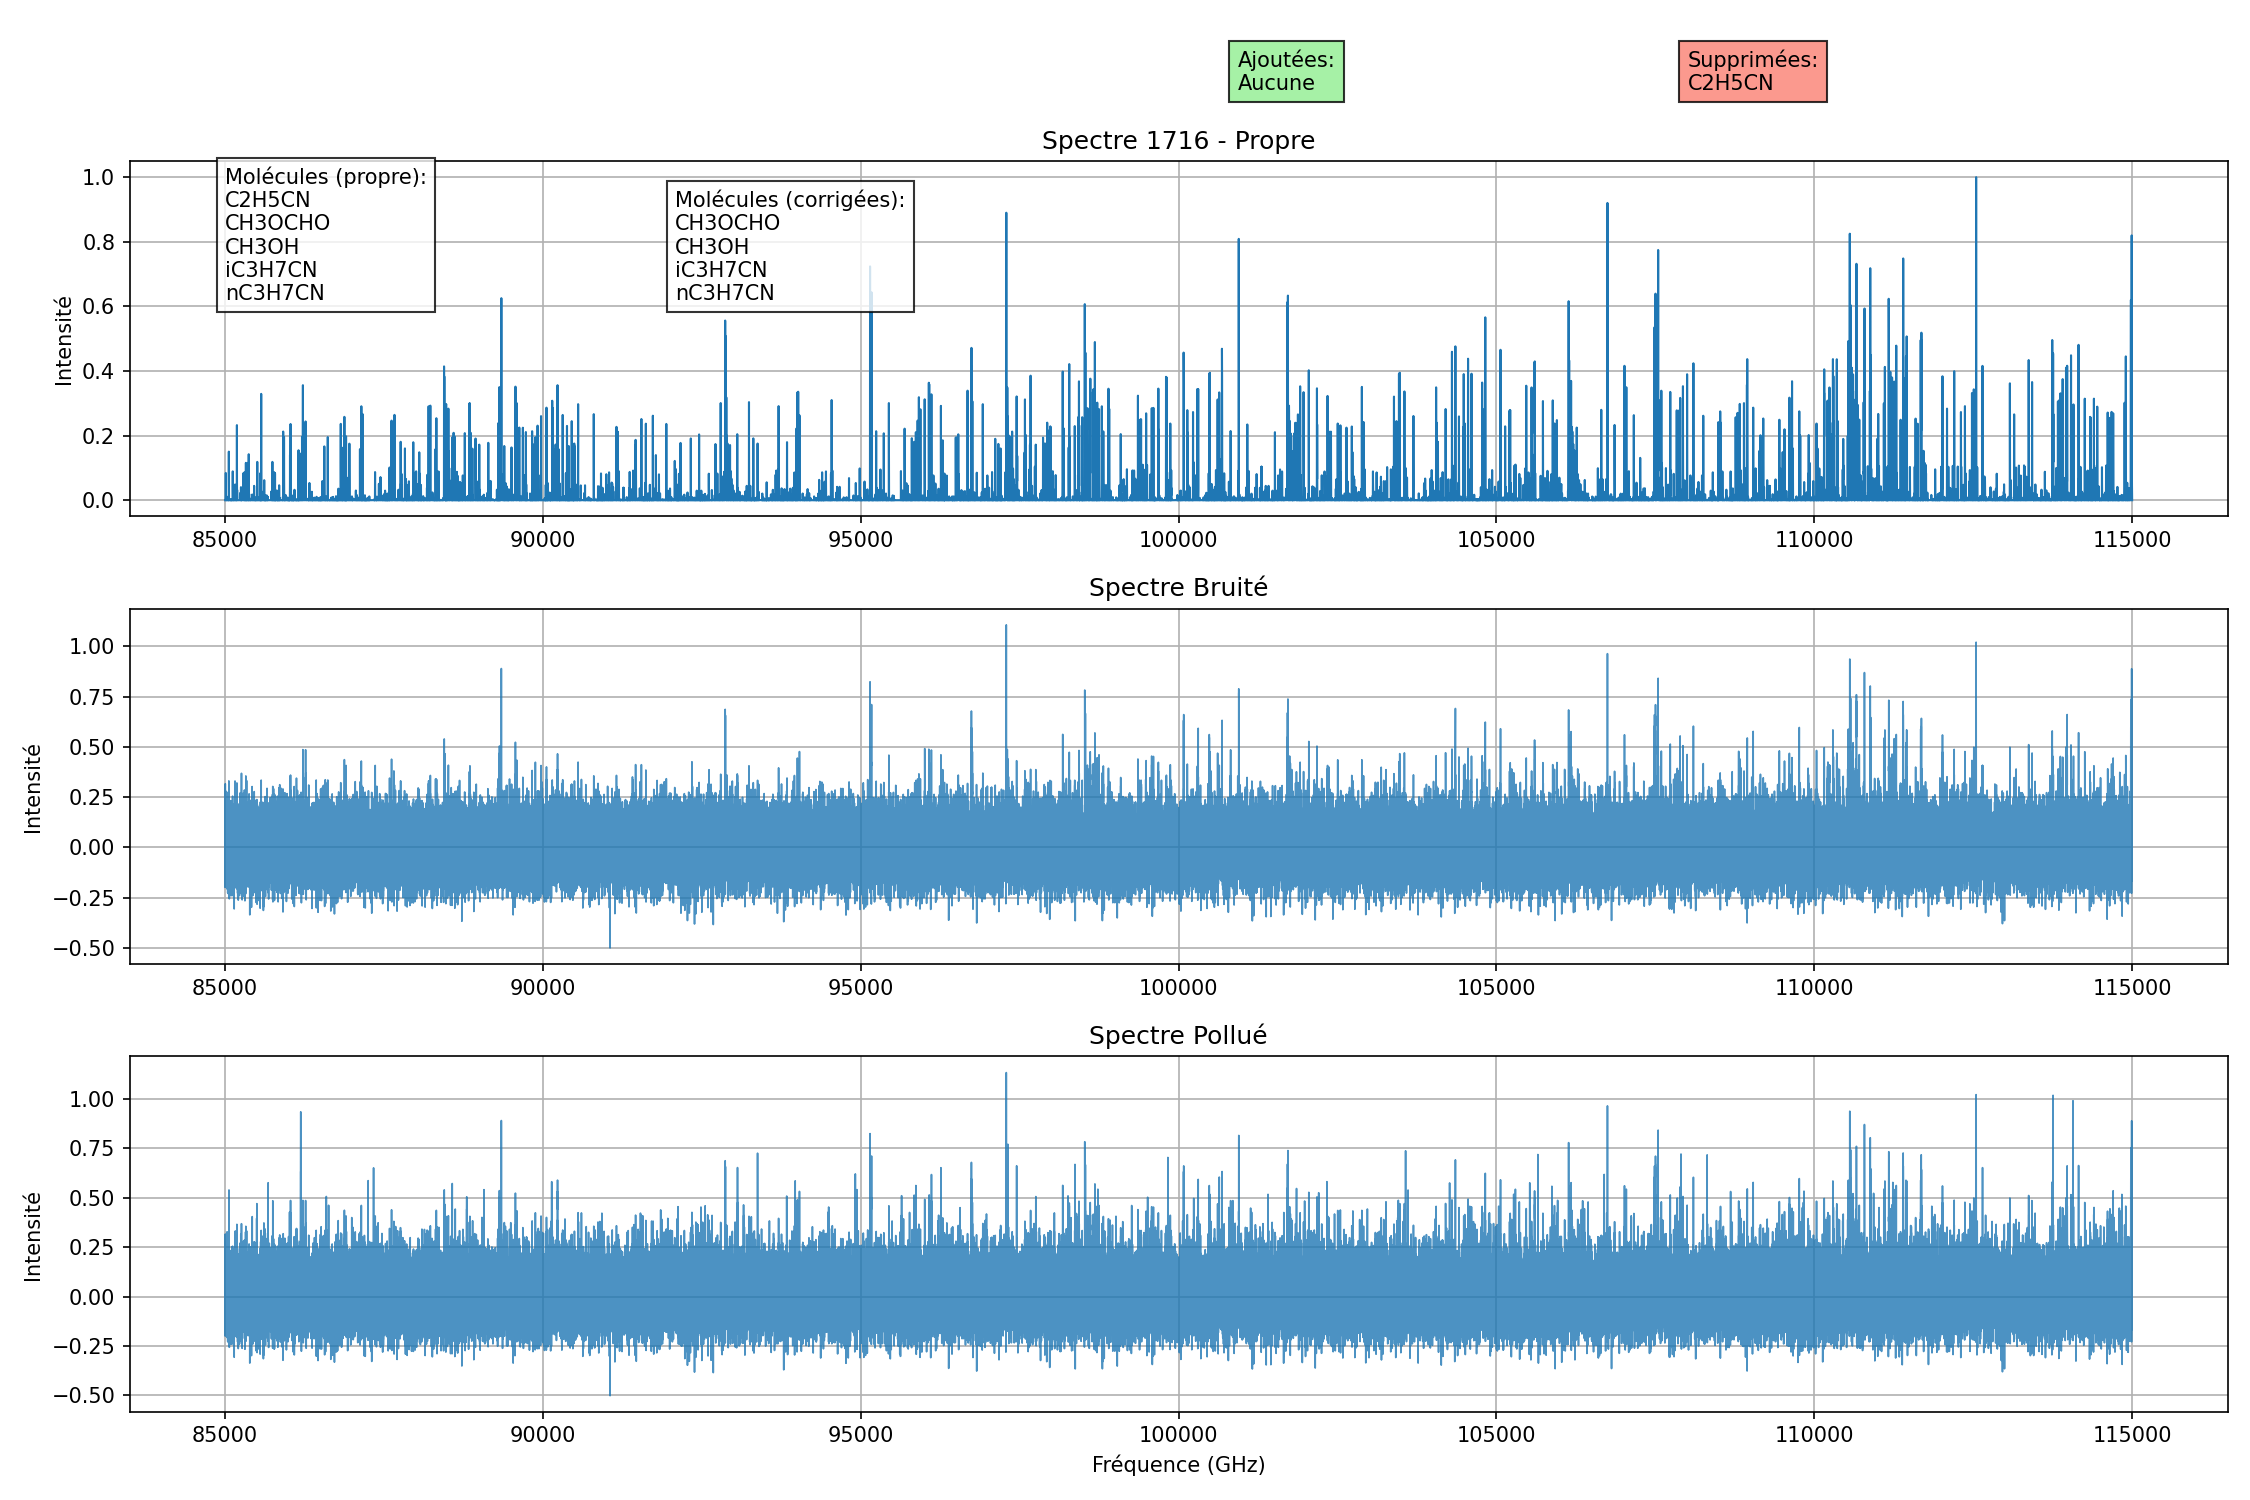 Ajoutées:
Aucune
Supprimées:
C2H5CN
Spectre 1716 - Propre
Molécules (propre):
C2H5CN
CH3OCHO
CH3OH
iC3H7CN
nC3H7CN
Molécules (corrigées):
CH3OCHO
CH3OH
iC3H7CN
nC3H7CN
Intensité
1.0
0.8
0.6
0.4
0.2
0.0
85000 90000 95000 100000 105000 110000 115000
Spectre Bruité
Intensité
1.00
0.75
0.50
0.25
0.00
−0.25
−0.50
85000 90000 95000 100000 105000 110000 115000
Spectre Pollué
Intensité
1.00
0.75
0.50
0.25
0.00
−0.25
−0.50
85000 90000 95000 100000 105000 110000 115000
Fréquence (GHz)